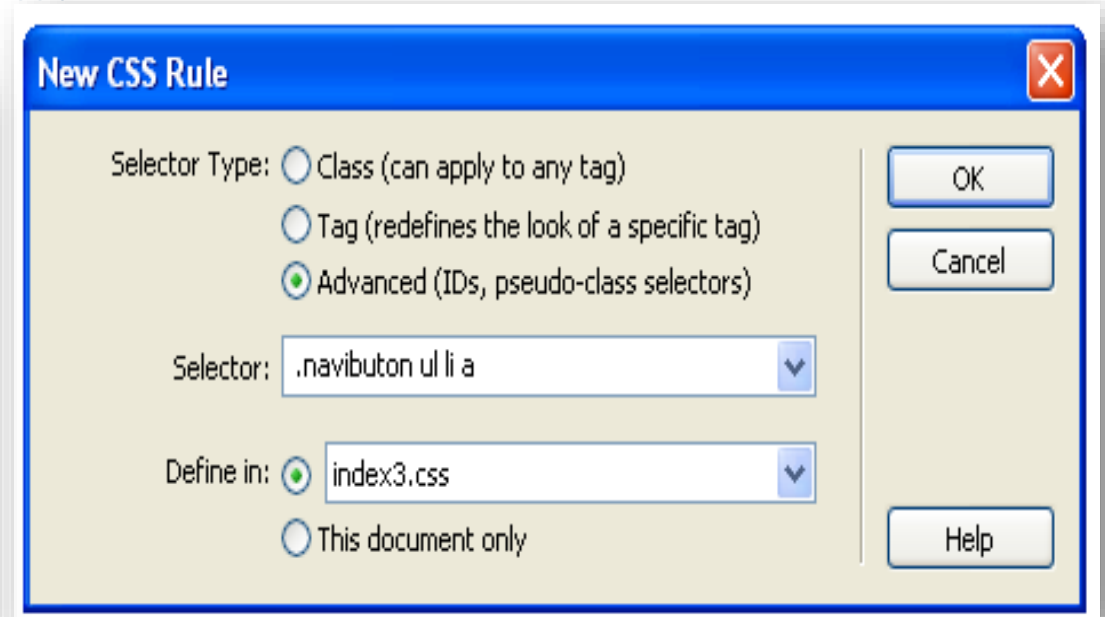 New CSS Rule
Selector Type: Class (can apply to any tag)
Tag (redefines the look of a specific tag)
Advanced (IDs, pseudo-class selectors)
Selector: .navibuton ul li a
Define in: index3.css
This document only
OK
Cancel
Help